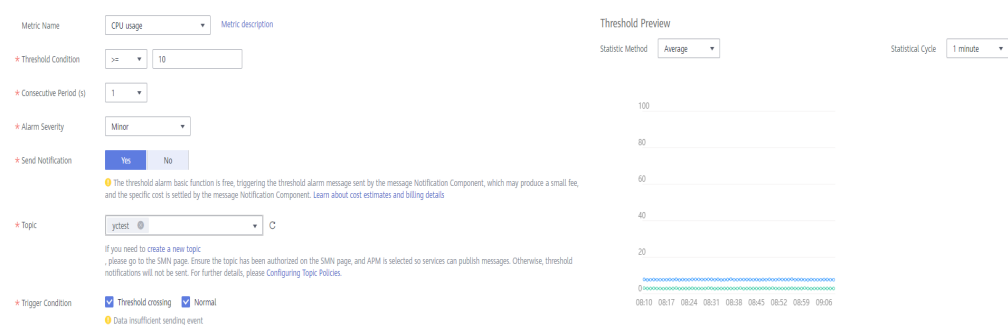 Metric Name
CPU usage
Metric description
* Threshold Condition
>=
10
* Consecutive Period (s)
1
* Alarm Severity
Minor
* Send Notification
Yes
No
The threshold alarm basic function is free, triggering the threshold alarm message sent by the message Notification Component, which may produce a small fee,
and the specific cost is settled by the message Notification Component. Learn about cost estimates and billing details
* Topic
yctest
If you need to create a new topic
, please go to the SMN page. Ensure the topic has been authorized on the SMN page, and APM is selected so services can publish messages. Otherwise, threshold
notifications will not be sent. For further details, please Configuring Topic Policies.
* Trigger Condition
Threshold crossing
Normal
Data insufficient sending event
Threshold Preview
Statistic Method
Average
Statistical Cycle
1 minute
100
80
60
40
20
0
08:10 08:17 08:24 08:31 08:38 08:45 08:52 08:59 09:06